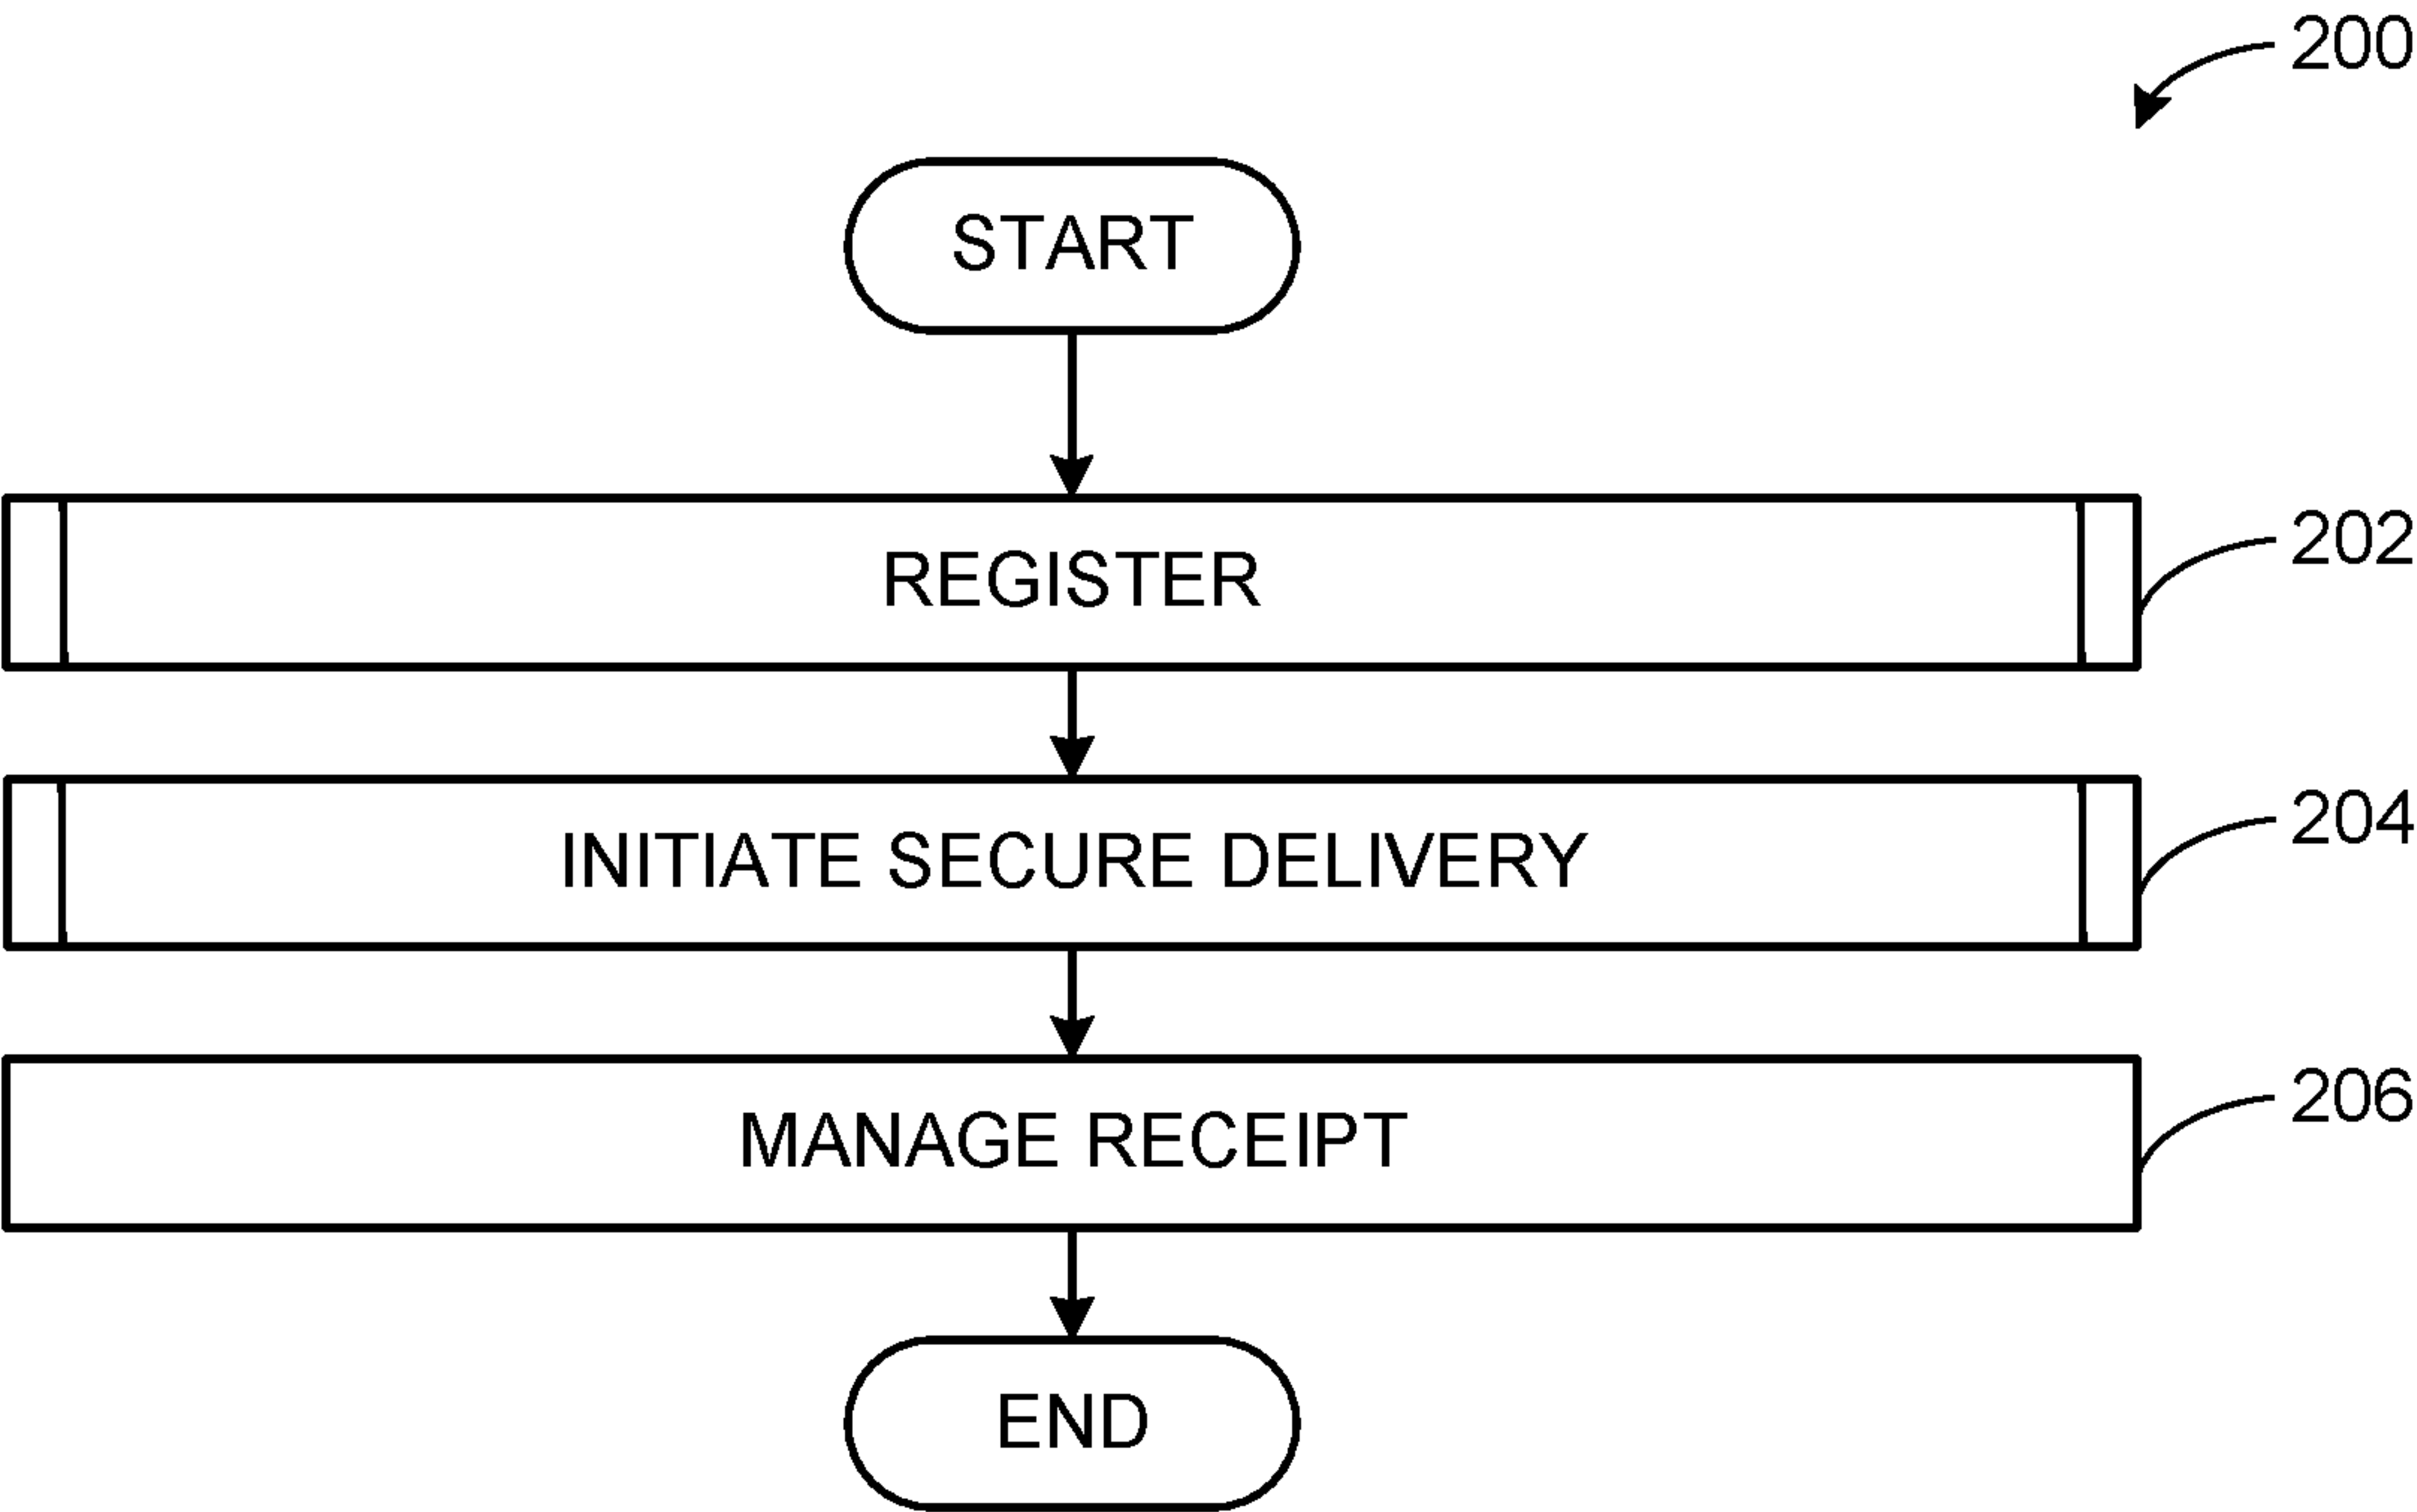 200
START
REGISTER
202
INITIATE SECURE DELIVERY
204
MANAGE RECEIPT
206
END